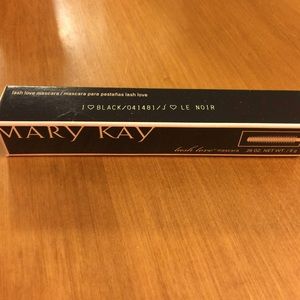 lash love mascara / mascara para pestañas lash love
I ♡ BLACK/041481/J ♡ LE NOIR
MARY KAY
lash love™ mascara .28 OZ. NET WT. / 8 g